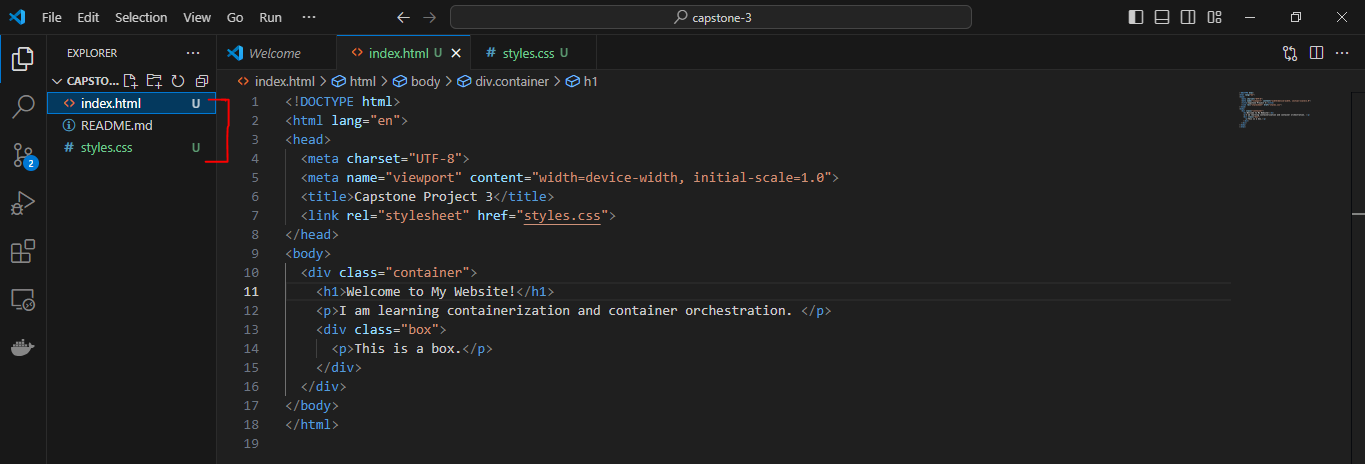 File Edit Selection View Go Run ···
capstone-3
EXPLORER ···
CAPSTO...
index.html U
README.md
styles.css U
2
Welcome
index.html U
styles.css U
index.html > html > body > div.container > h1
1 <!DOCTYPE html>
2 <html lang="en">
3 <head>
4 <meta charset="UTF-8">
5 <meta name="viewport" content="width=device-width, initial-scale=1.0">
6 <title>Capstone Project 3</title>
7 <link rel="stylesheet" href="styles.css">
8 </head>
9 <body>
10 <div class="container">
11 <h1>Welcome to My Website!</h1>
12 <p>I am learning containerization and container orchestration. </p>
13 <div class="box">
14 <p>This is a box.</p>
15 </div>
16 </div>
17 </body>
18 </html>
19